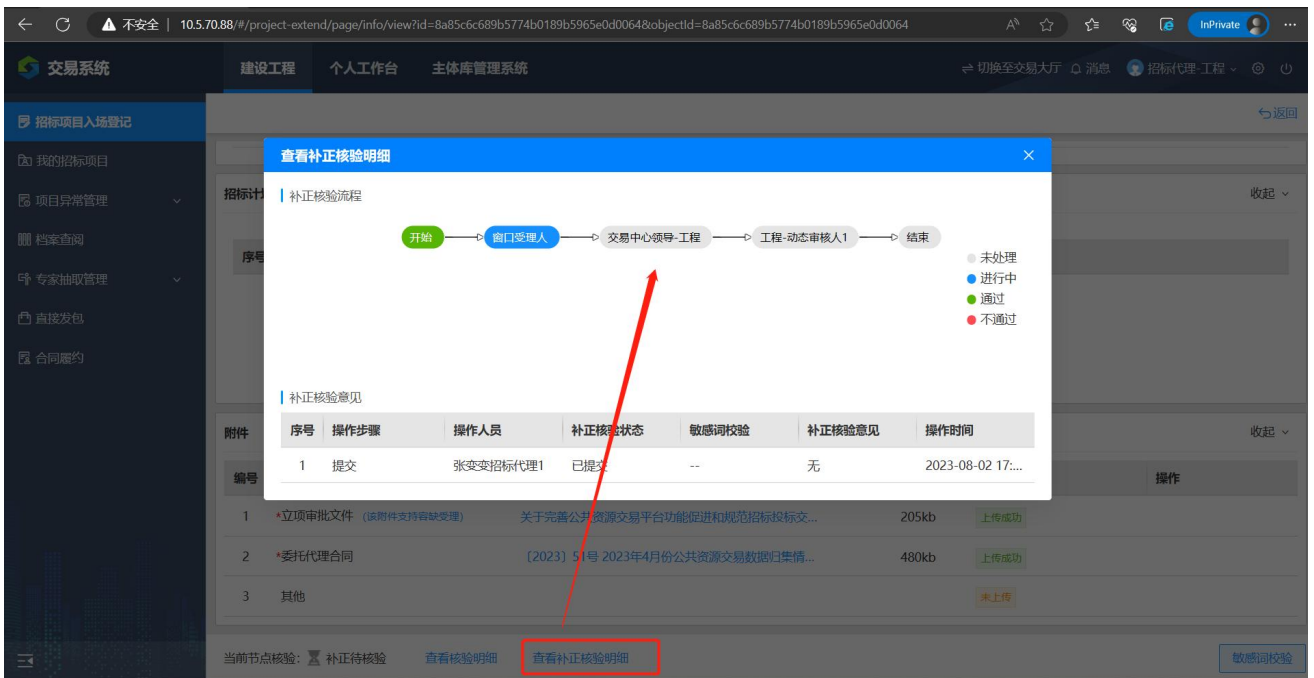 不安全 | 10.5.70.88/#/project-extend/page/info/view?id=8a85c6c689b5774b0189b5965e0d0064&objectId=8a85c6c689b5774b0189b5965e0d0064 InPrivate
交易系统 建设工程 个人工作台 主体库管理系统 切换至交易大厅 消息 招标代理-工程
招标项目入场登记 返回
我的招标项目
项目异常管理
档案查阅
专家抽取管理
直接发包
合同履约
查看补正核验明细
招标计 收起
补正核验流程
开始 窗口受理人 交易中心领导-工程 工程-动态审核人1 结束
序号
未处理
进行中
通过
不通过
补正核验意见
附件 收起
序号 操作步骤 操作人员 补正核验状态 敏感词校验 补正核验意见 操作时间
1 提交 张变变招标代理1 已提交 -- 无 2023-08-02 17:...
编号 操作
1 *立项审批文件 (该附件支持容缺受理) 关于完善公共资源交易平台功能促进和规范招标投标交... 205kb 上传成功
2 *委托代理合同 〔2023〕51号 2023年4月份公共资源交易数据归集情... 480kb 上传成功
3 其他 未上传
当前节点核验: 补正待核验 查看核验明细 查看补正核验明细 敏感词校验